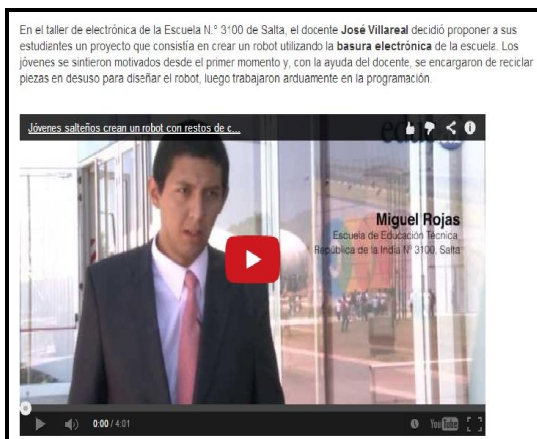 En el taller de electrónica de la Escuela N.° 3100 de Salta, el docente José Villareal decidió proponer a sus
estudiantes un proyecto que consistía en crear un robot utilizando la basura electrónica de la escuela. Los
jóvenes se sintieron motivados desde el primer momento y, con la ayuda del docente, se encargaron de reciclar
piezas en desuso para diseñar el robot, luego trabajaron arduamente en la programación.
Jóvenes salteños crean un robot con restos de c...
Miguel Rojas
Escuela de Educación Técnica
República de la India N° 3100, Salta
0:00 / 4:01
YouTube